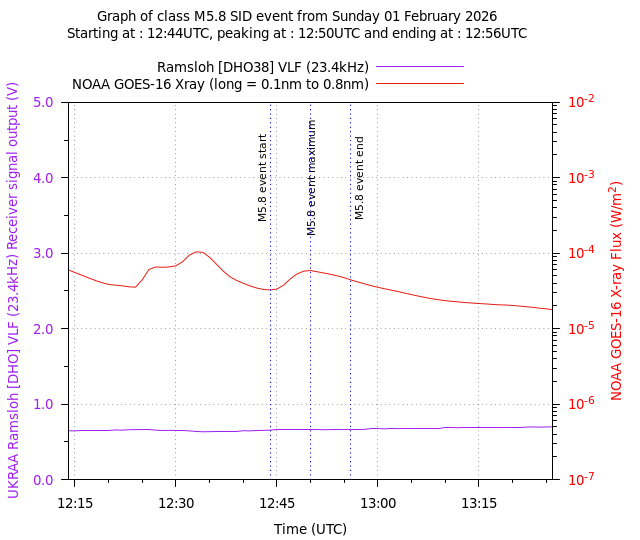 Graph of class M5.8 SID event from Sunday 01 February 2026
Starting at : 12:44UTC, peaking at : 12:50UTC and ending at : 12:56UTC
Ramsloh [DHO38] VLF (23.4kHz)
NOAA GOES-16 Xray (long = 0.1nm to 0.8nm)
UKRAA Ramsloh [DHO] VLF (23.4kHz) Receiver signal output (V)
5.0
4.0
3.0
2.0
1.0
0.0
M5.8 event start
M5.8 event maximum
M5.8 event end
10^-2
10^-3
10^-4
10^-5
10^-6
10^-7
NOAA GOES-16 X-ray Flux (W/m²)
12:15 12:30 12:45 13:00 13:15
Time (UTC)